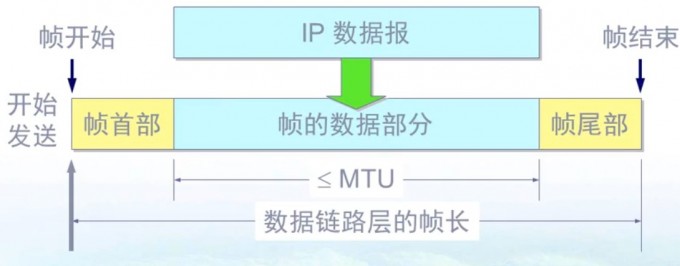 帧开始
IP 数据报
帧结束
开始
发送
帧首部
帧的数据部分
帧尾部
≤ MTU
数据链路层的帧长